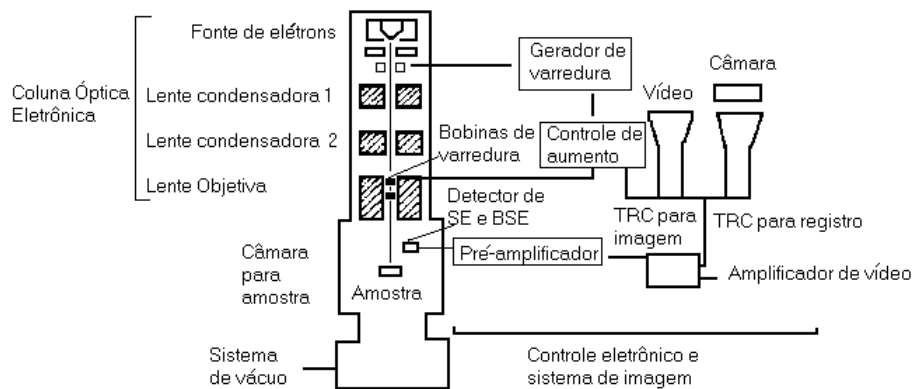 Fonte de elétrons
Gerador de
varredura
Câmara
Coluna Óptica
Eletrônica
Lente condensadora 1
Vídeo
Lente condensadora 2
Bobinas de
varredura
Controle de
aumento
Lente Objetiva
Detector de
SE e BSE
TRC para
imagem
TRC para registro
Câmara
para
amostra
Pré-amplificador
Amplificador de vídeo
Amostra
Sistema
de vácuo
Controle eletrônico e
sistema de imagem